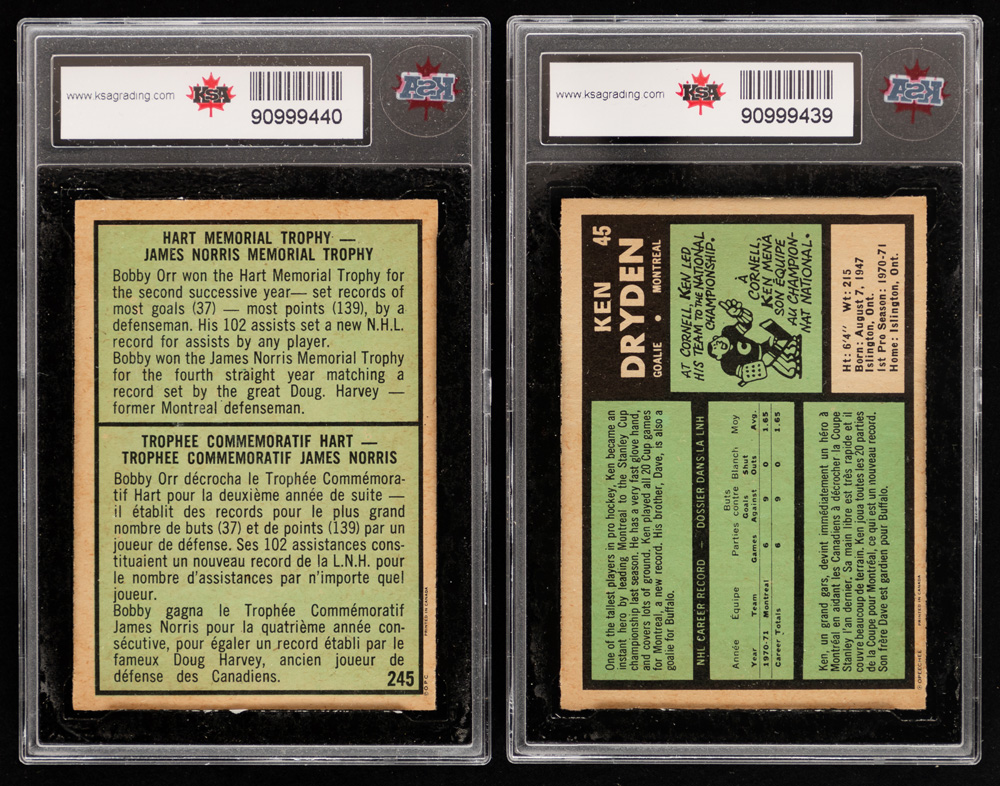 www.ksagrading.com
KSA
90999440
KSA
HART MEMORIAL TROPHY —
JAMES NORRIS MEMORIAL TROPHY
Bobby Orr won the Hart Memorial Trophy for
the second successive year— set records of
most goals (37) — most points (139), by a
defenseman. His 102 assists set a new N.H.L.
record for assists by any player.
Bobby won the James Norris Memorial Trophy
for the fourth straight year matching a
record set by the great Doug. Harvey —
former Montreal defenseman.
TROPHEE COMMEMORATIF HART —
TROPHEE COMMEMORATIF JAMES NORRIS
Bobby Orr décrocha le Trophée Commémora-
tif Hart pour la deuxième année de suite —
il établit des records pour le plus grand
nombre de buts (37) et de points (139) par un
joueur de défense. Ses 102 assistances cons-
tituaient un nouveau record de la L.N.H. pour
le nombre d'assistances par n'importe quel
joueur.
Bobby gagna le Trophée Commémoratif
James Norris pour la quatrième année con-
sécutive, pour égaler un record établi par le
fameux Doug Harvey, ancien joueur de
défense des Canadiens.
245
© O.P.C.
PRINTED IN CANADA
www.ksagrading.com
KSA
90999439
KSA
KEN
DRYDEN
45
GOALIE • MONTREAL
AT CORNELL, KEN LED
HIS TEAM TO THE NATIONAL
CHAMPIONSHIP.
C
À
CORNELL,
KEN MENA
SON ÉQUIPE
AU CHAMPION-
NAT NATIONAL.
Ht: 6'4" Wt: 215
Born: August 7, 1947
Islington, Ont.
1st Pro Season: 1970-71
Home: Islington, Ont.
One of the tallest players in pro hockey, Ken became an
instant hero by leading Montreal to the Stanley Cup
championship last season. He has a very fast glove hand,
and covers lots of ground. Ken played all 20 Cup games
for Montreal, a new record. His brother, Dave, is also a
goalie for Buffalo.
NHL CAREER RECORD — DOSSIER DANS LA LNH
Année Equipe Parties Buts contre Blanch Moy
Year Team Games Goals Against Shut Outs Avg.
1970-71 Montreal 6 9 0 1.65
Career Totals 6 9 0 1.65
Ken, un grand gars, devint immédiatement un héro à
Montréal en aidant les Canadiens à décrocher la Coupe
Stanley l'an dernier. Sa main libre est très rapide et il
couvre beaucoup de terrain. Ken joua toutes les 20 parties
de la Coupe pour Montréal, ce qui est un nouveau record.
Son frère Dave est gardien pour Buffalo.
© OPEECHEE
PRINTED IN CANADA